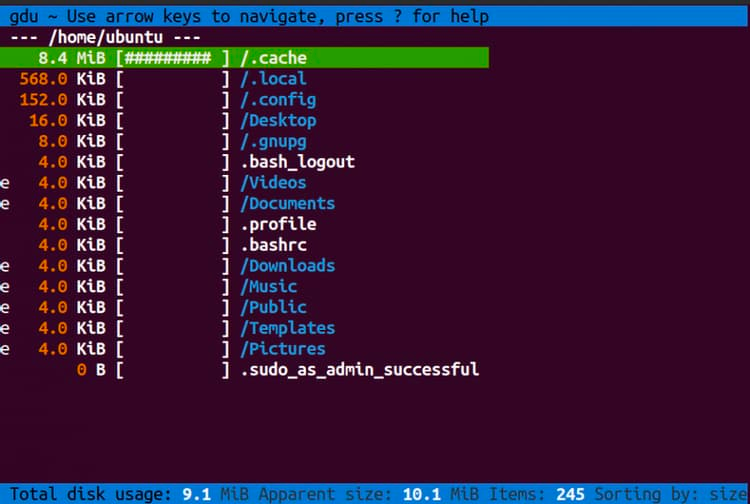 gdu ~ Use arrow keys to navigate, press ? for help
--- /home/ubuntu ---
8.4 MiB [######### ] /.cache
568.0 KiB [          ] /.local
152.0 KiB [          ] /.config
16.0 KiB [          ] /Desktop
8.0 KiB [          ] /.gnupg
4.0 KiB [          ] .bash_logout
e   4.0 KiB [          ] /Videos
e   4.0 KiB [          ] /Documents
4.0 KiB [          ] .profile
4.0 KiB [          ] .bashrc
e   4.0 KiB [          ] /Downloads
e   4.0 KiB [          ] /Music
e   4.0 KiB [          ] /Public
e   4.0 KiB [          ] /Templates
e   4.0 KiB [          ] /Pictures
0 B [          ] .sudo_as_admin_successful
Total disk usage: 9.1 MiB Apparent size: 10.1 MiB Items: 245 Sorting by: size